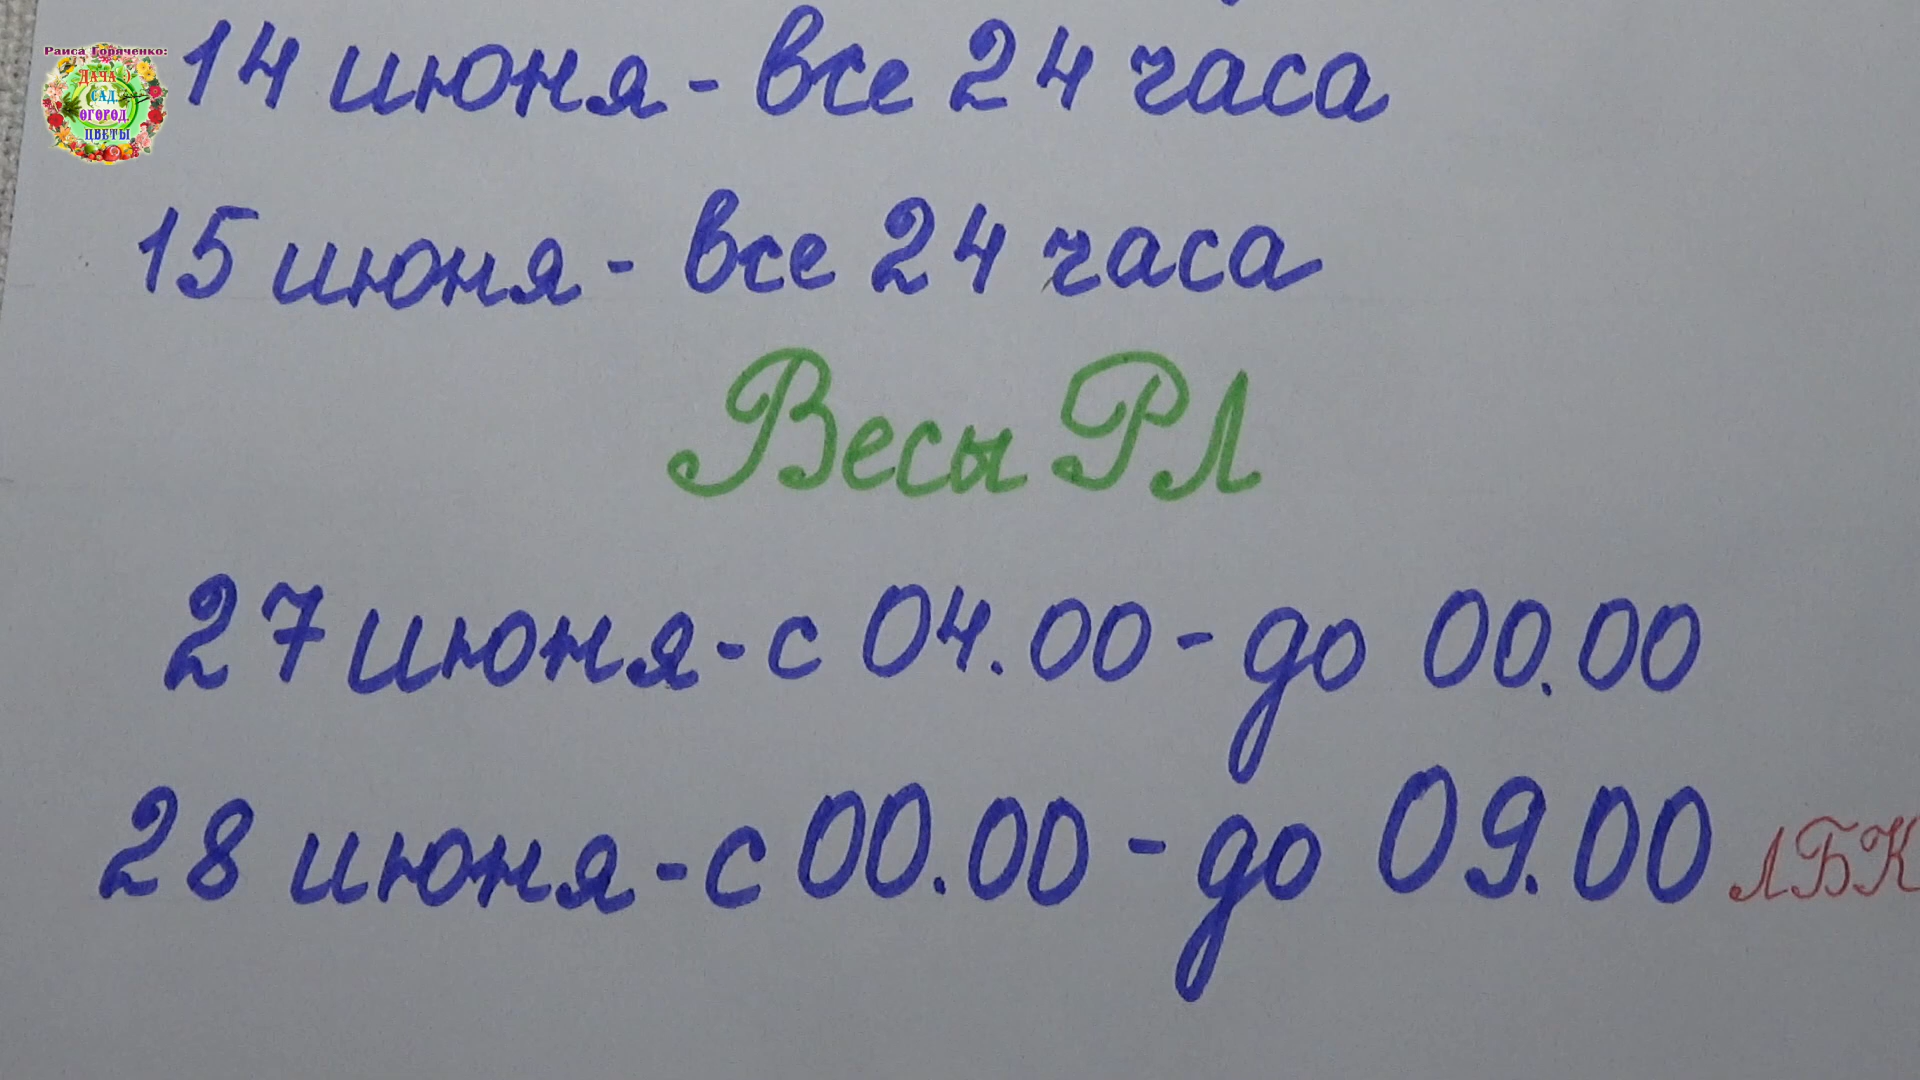 Раиса Горяченко:
ДАЧА :)
САД,
ОГОРОД,
ЦВЕТЫ
14 июня - все 24 часа
15 июня - все 24 часа
Весы РЛ
27 июня - с 04.00 - до 00.00
28 июня - с 00.00 - до 09.00 ЛБК